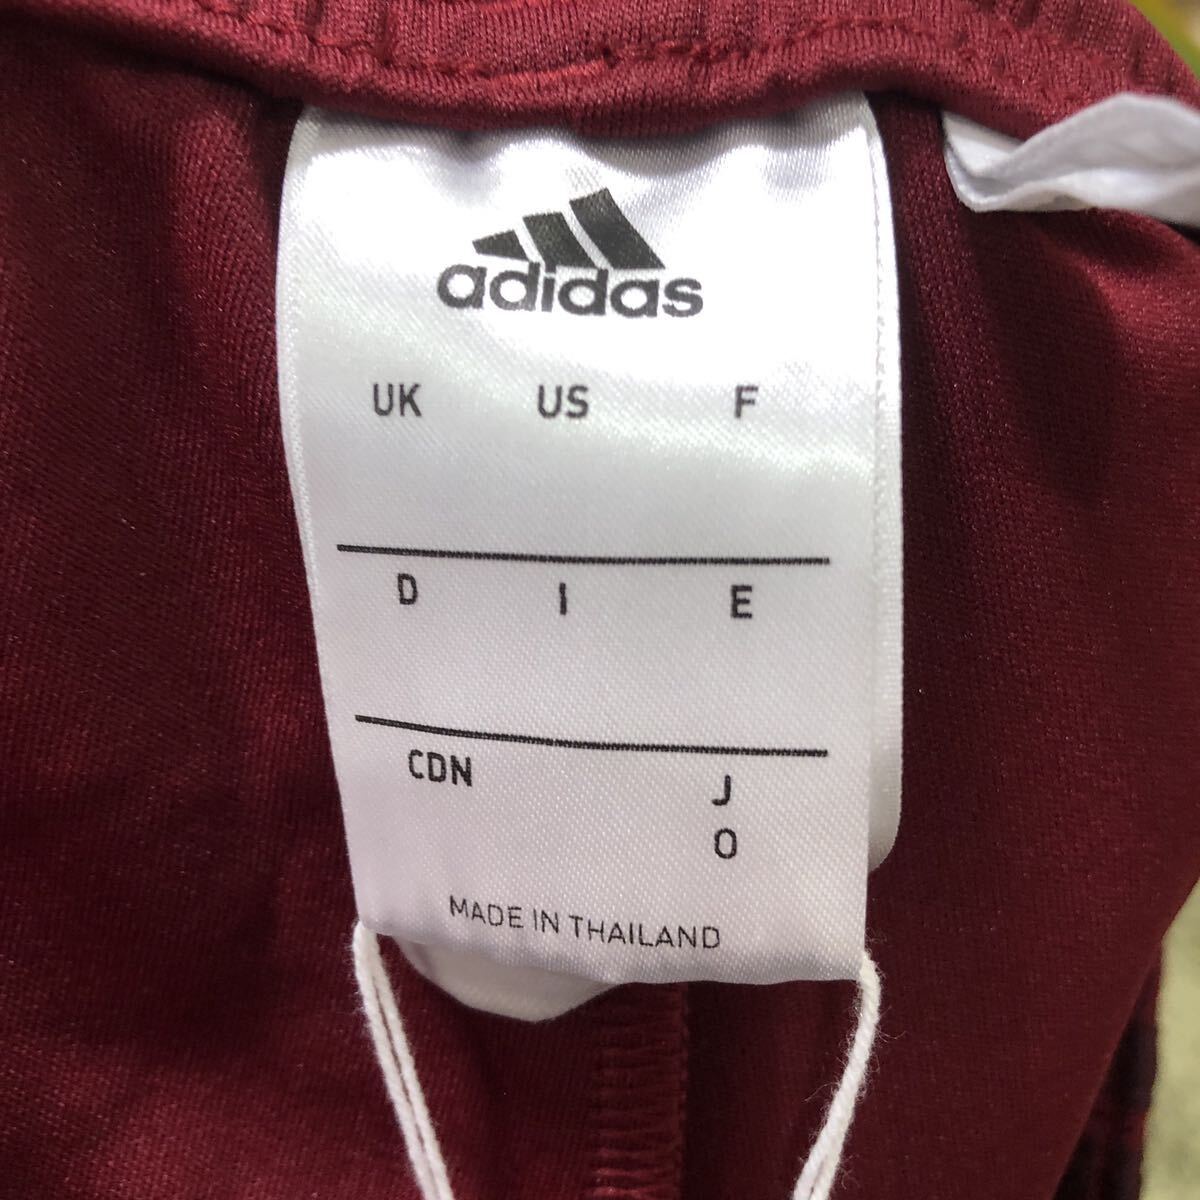 adidas
UK US F
D I E
CDN J
O
MADE IN THAILAND